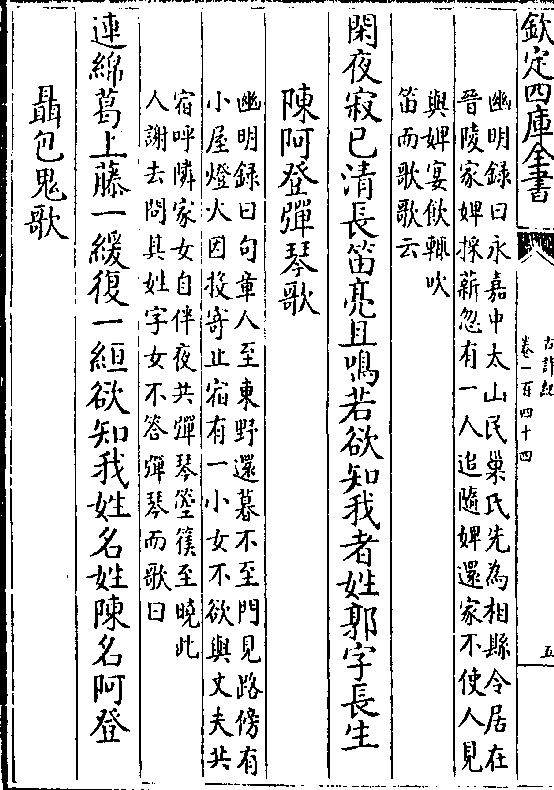 欽定四庫全書
古詩紀
卷一百四十四
五
幽明録曰永嘉中太山民巢氏先為相縣令居在
晉陵家婢採薪忽有一人追隨婢還家不使人見
與婢宴飲輒吹
笛而歌歌云
閑夜寂已清長笛亮且鳴若欲知我者姓郭字長生
陳阿登彈琴歌
幽明録曰句章人至東野還暮不至門見路傍有
小屋燈火因投寄止宿有一小女不欲與丈夫共
宿呼隣家女自伴夜共彈琴箜篌至曉此
人謝去問其姓字女不答彈琴而歌曰
連綿葛上藤一緩復一緪欲知我姓名姓陳名阿登
聶包鬼歌